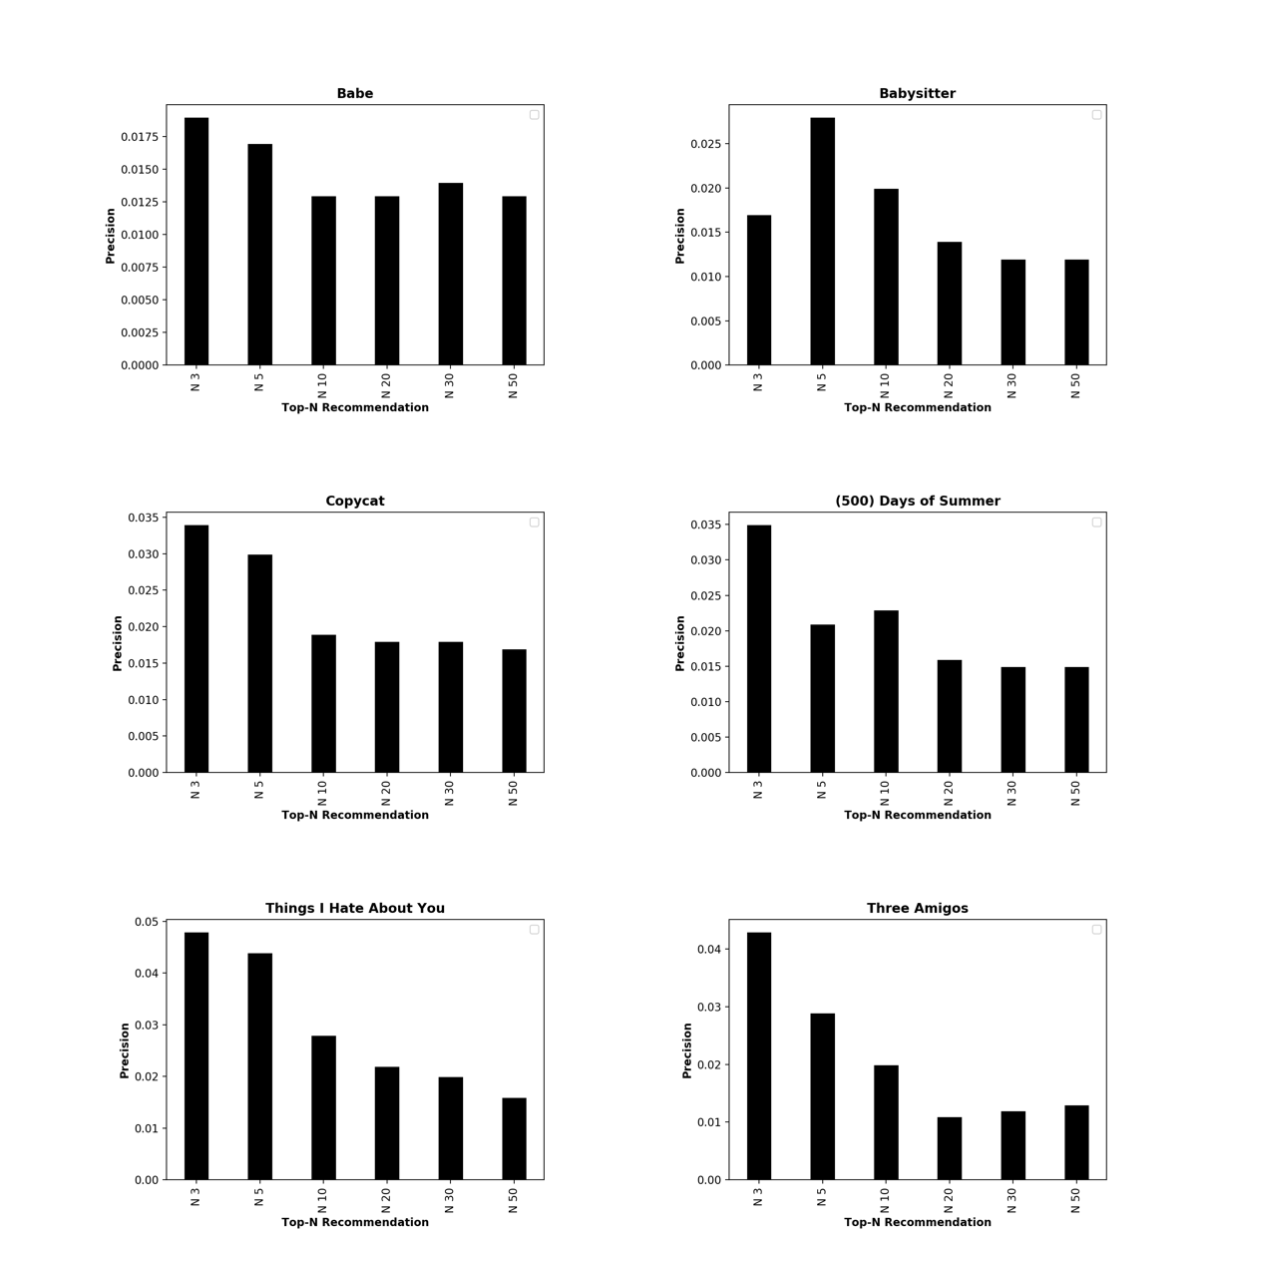 Babe
Precision
0.0175
0.0150
0.0125
0.0100
0.0075
0.0050
0.0025
0.0000
N 3
N 5
N 10
N 20
N 30
N 50
Top-N Recommendation
Babysitter
Precision
0.025
0.020
0.015
0.010
0.005
0.000
N 3
N 5
N 10
N 20
N 30
N 50
Top-N Recommendation
Copycat
Precision
0.035
0.030
0.025
0.020
0.015
0.010
0.005
0.000
N 3
N 5
N 10
N 20
N 30
N 50
Top-N Recommendation
(500) Days of Summer
Precision
0.035
0.030
0.025
0.020
0.015
0.010
0.005
0.000
N 3
N 5
N 10
N 20
N 30
N 50
Top-N Recommendation
Things I Hate About You
Precision
0.05
0.04
0.03
0.02
0.01
0.00
N 3
N 5
N 10
N 20
N 30
N 50
Top-N Recommendation
Three Amigos
Precision
0.04
0.03
0.02
0.01
0.00
N 3
N 5
N 10
N 20
N 30
N 50
Top-N Recommendation